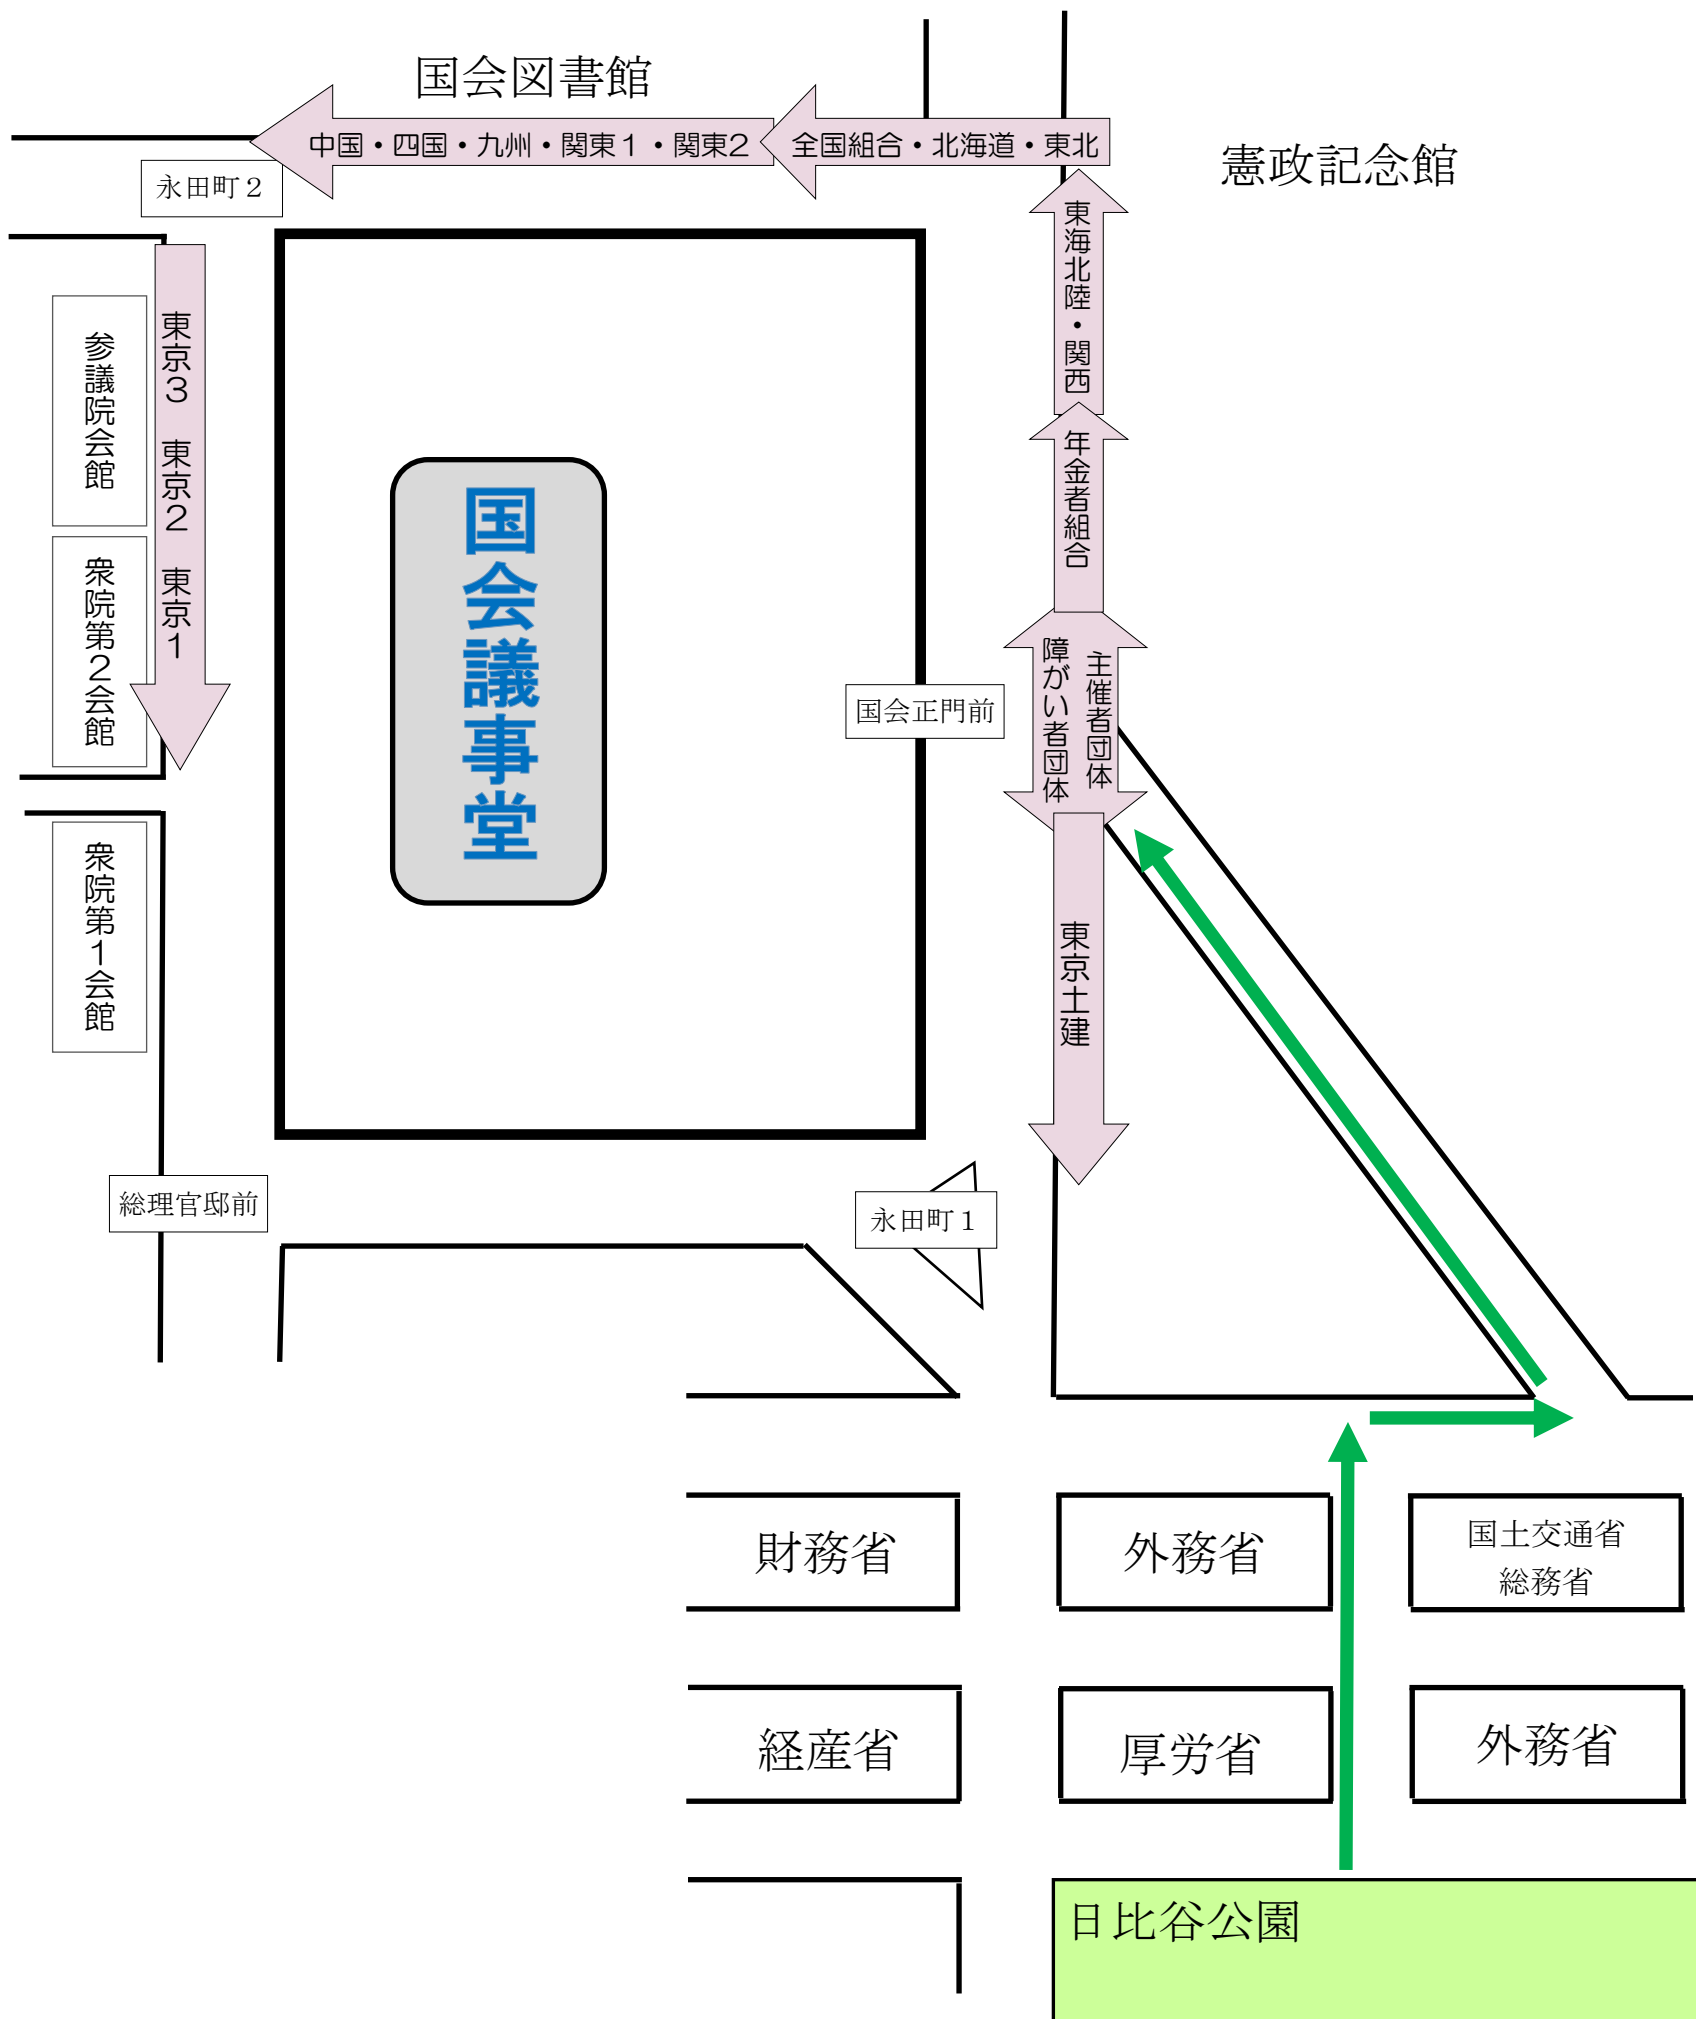 国会図書館
中国・四国・九州・関東１・関東2
全国組合・北海道・東北
憲政記念館
永田町２
東海北陸・関西
参議院会館
東京３　東京２　東京１
年金者組合
国会議事堂
衆院第２会館
主催者団体
障がい者団体
国会正門前
衆院第１会館
東京土建
総理官邸前
永田町１
財務省
外務省
国土交通省
総務省
経産省
厚労省
外務省
日比谷公園